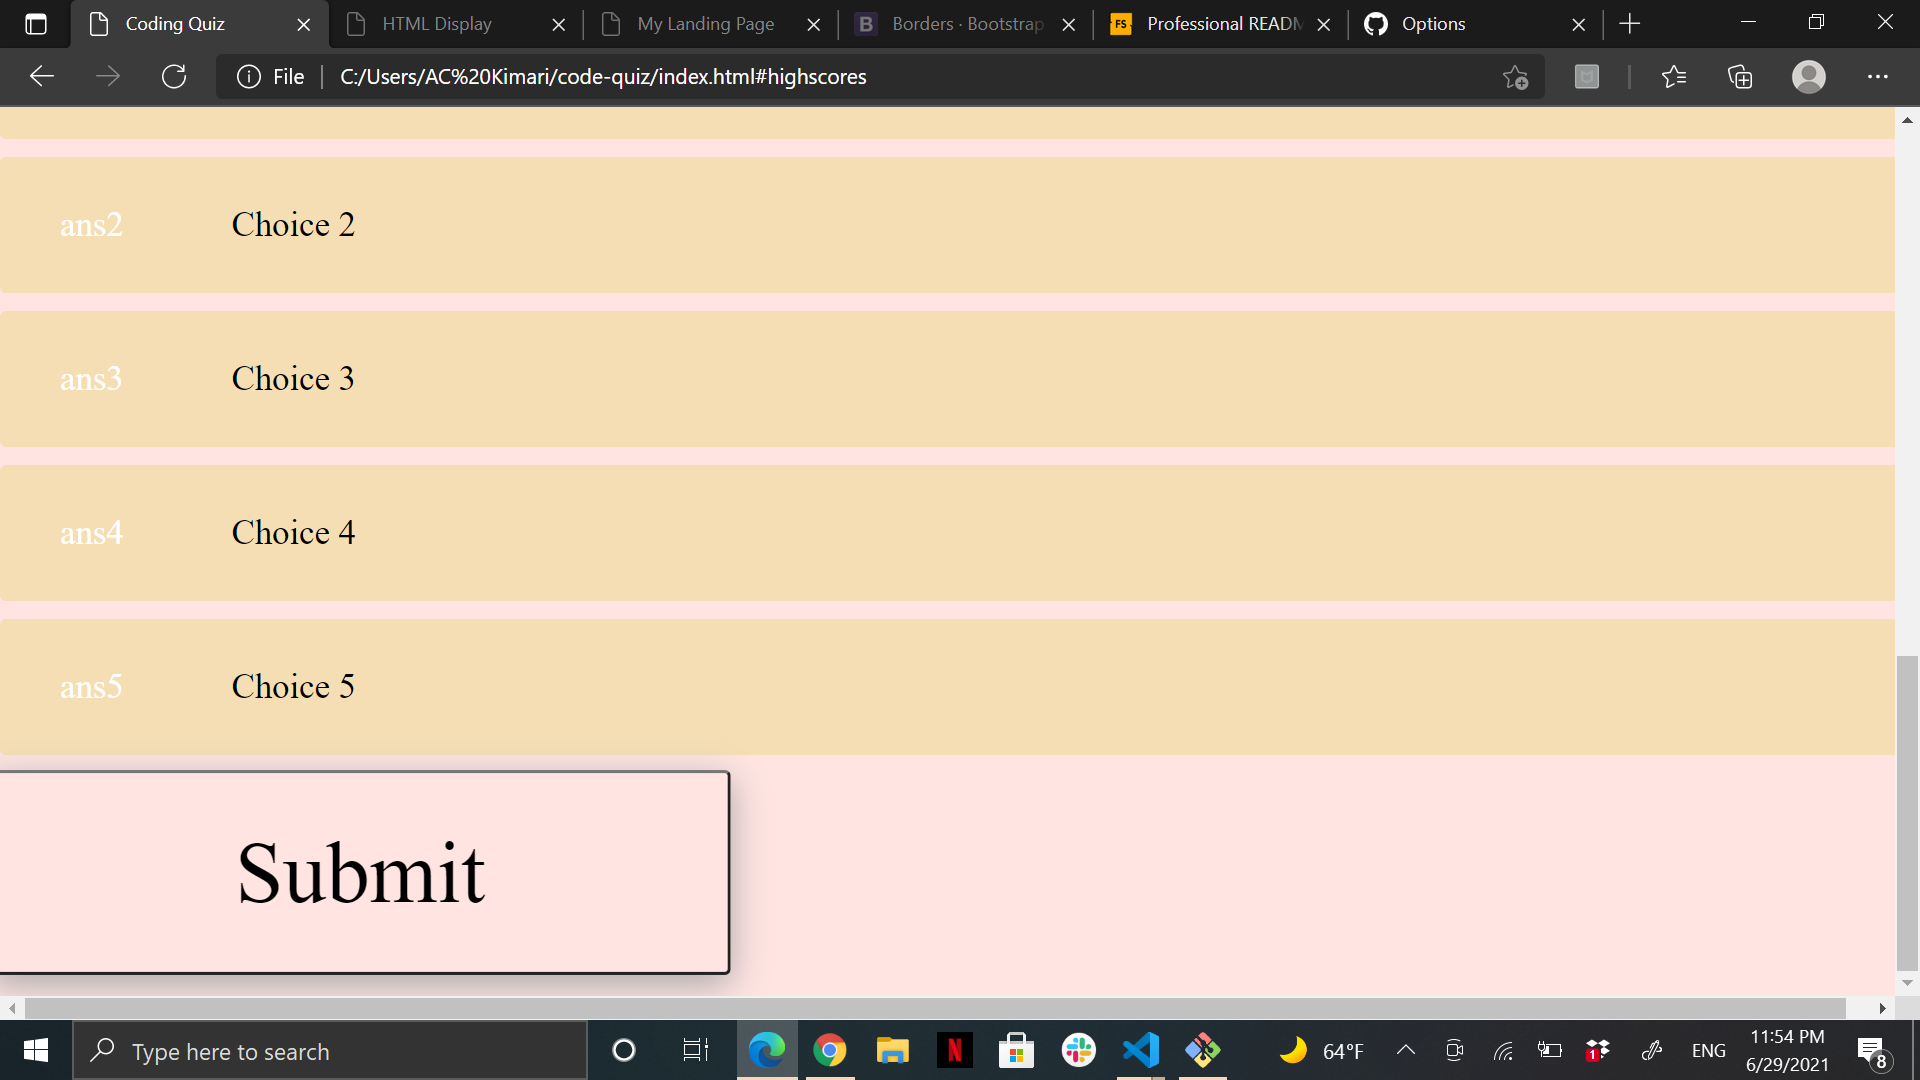 Coding Quiz
HTML Display
My Landing Page
B Borders · Bootstrap
FS Professional READM
Options
File C:/Users/AC%20Kimari/code-quiz/index.html#highscores
ans2 Choice 2
ans3 Choice 3
ans4 Choice 4
ans5 Choice 5
Submit
Type here to search
N
64°F
1
ENG
11:54 PM
6/29/2021
8